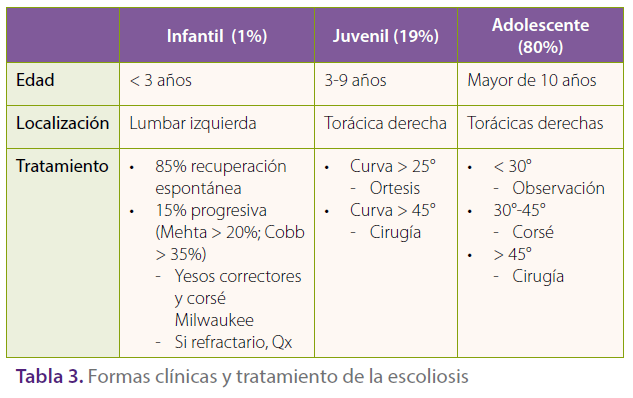 Infantil (1%)
Juvenil (19%)
Adolescente
(80%)
Edad
< 3 años
3-9 años
Mayor de 10 años
Localización
Lumbar izquierda
Torácica derecha
Torácicas derechas
Tratamiento
• 85% recuperación
espontánea
• 15% progresiva
(Mehta > 20%; Cobb
> 35%)
- Yesos correctores
y corsé
Milwaukee
- Si refractario, Qx
• Curva > 25°
- Ortesis
• Curva > 45°
- Cirugía
• < 30°
- Observación
• 30°-45°
- Corsé
• > 45°
- Cirugía
Tabla 3. Formas clínicas y tratamiento de la escoliosis